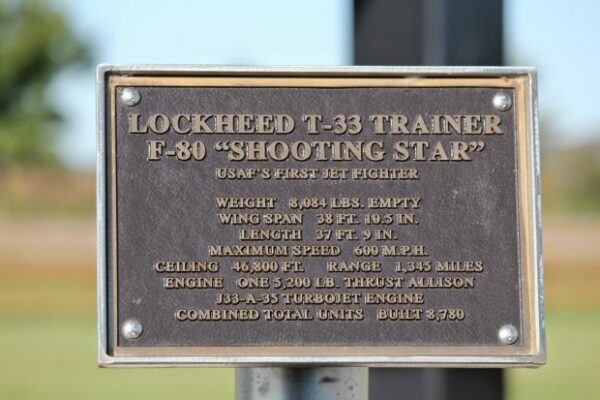 LOCKHEED T-33 TRAINER
F-80 "SHOOTING STAR"
USAF'S FIRST JET FIGHTER
WEIGHT 8,084 LBS. EMPTY
WING SPAN 38 FT. 10.5 IN.
LENGTH 37 FT. 9 IN.
MAXIMUM SPEED 600 M.P.H.
CEILING 46,800 FT. RANGE 1,345 MILES
ENGINE ONE 5,200 LB. THRUST ALLISON
J33-A-35 TURBOJET ENGINE
COMBINED TOTAL UNITS BUILT 8,780